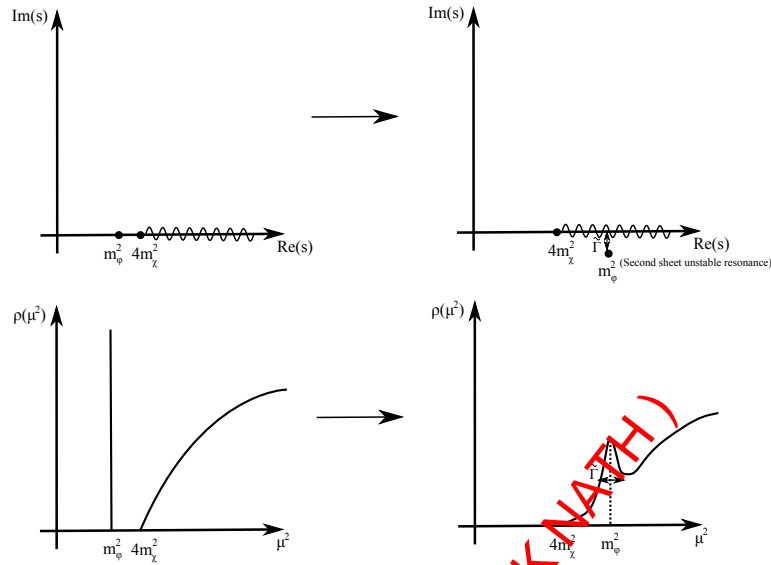 Im(s)
Re(s)
m²_φ
4m²_χ
Im(s)
Re(s)
4m²_χ
Γ̃
m²_φ
(Second sheet unstable resonance)
ρ(μ²)
m²_φ
4m²_χ
μ²
ρ(μ²)
Γ̃
4m²_χ
m²_φ
μ²
K NATH)